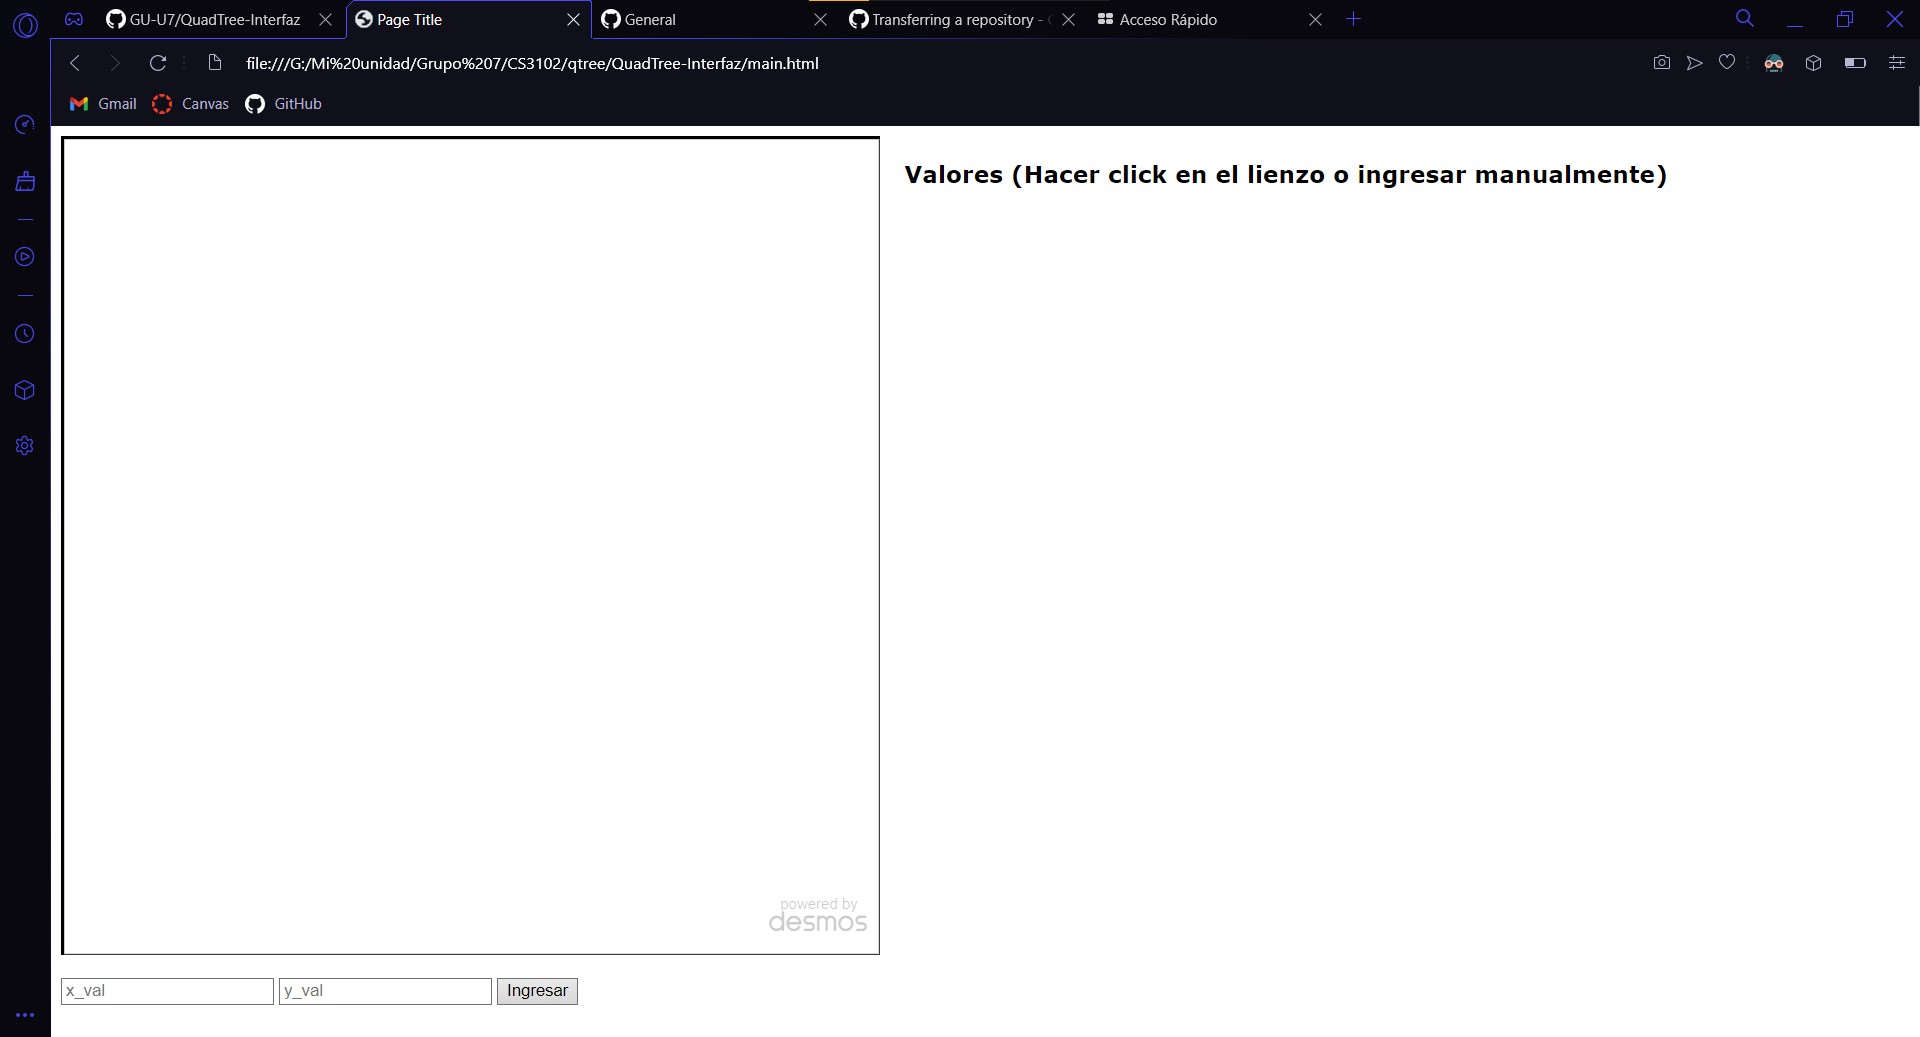 GU-U7/QuadTree-Interfaz
Page Title
General
Transferring a repository -
Acceso Rápido
file:///G:/Mi%20unidad/Grupo%207/CS3102/qtree/QuadTree-Interfaz/main.html
Gmail
Canvas
GitHub
Valores (Hacer click en el lienzo o ingresar manualmente)
powered by
desmos
x_val
y_val
Ingresar